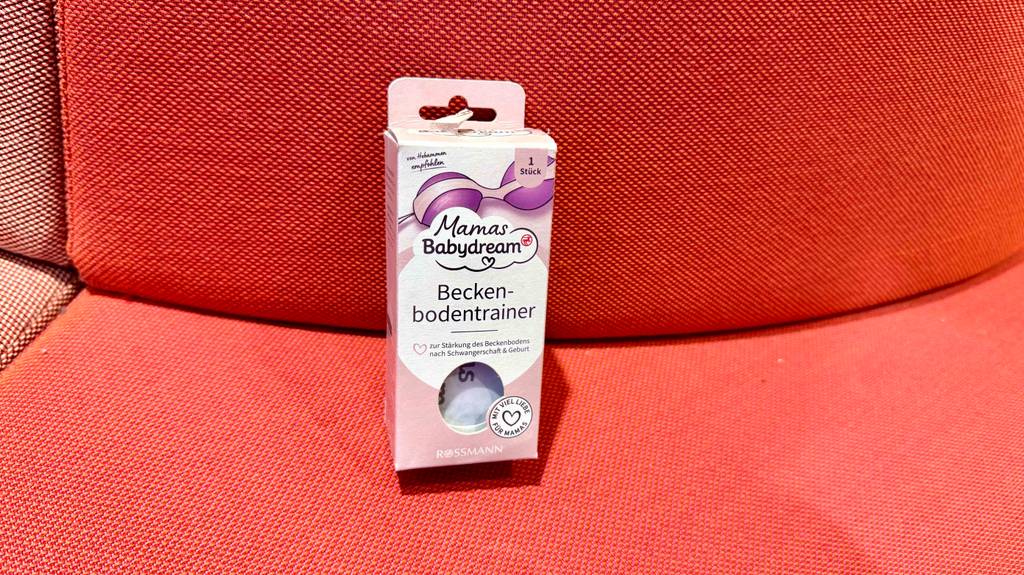 von Hebammen
empfohlen
1
Stück
Mamas
Babydream
Becken-
bodentrainer
zur Stärkung des Beckenbodens
nach Schwangerschaft & Geburt
MIT VIEL LIEBE
FÜR MAMAS
ROSSMANN